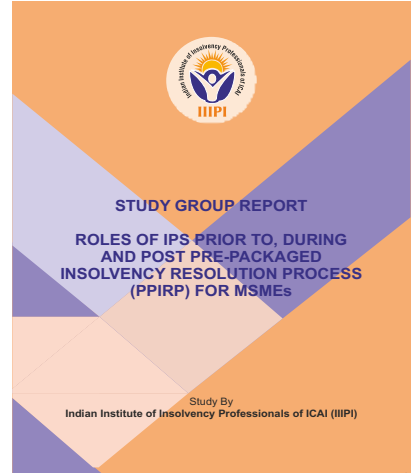 Indian Institute of Insolvency Professionals of ICAI
IIIPI
STUDY GROUP REPORT
ROLES OF IPS PRIOR TO, DURING
AND POST PRE-PACKAGED
INSOLVENCY RESOLUTION PROCESS
(PPIRP) FOR MSMEs
Study By
Indian Institute of Insolvency Professionals of ICAI (IIIPI)